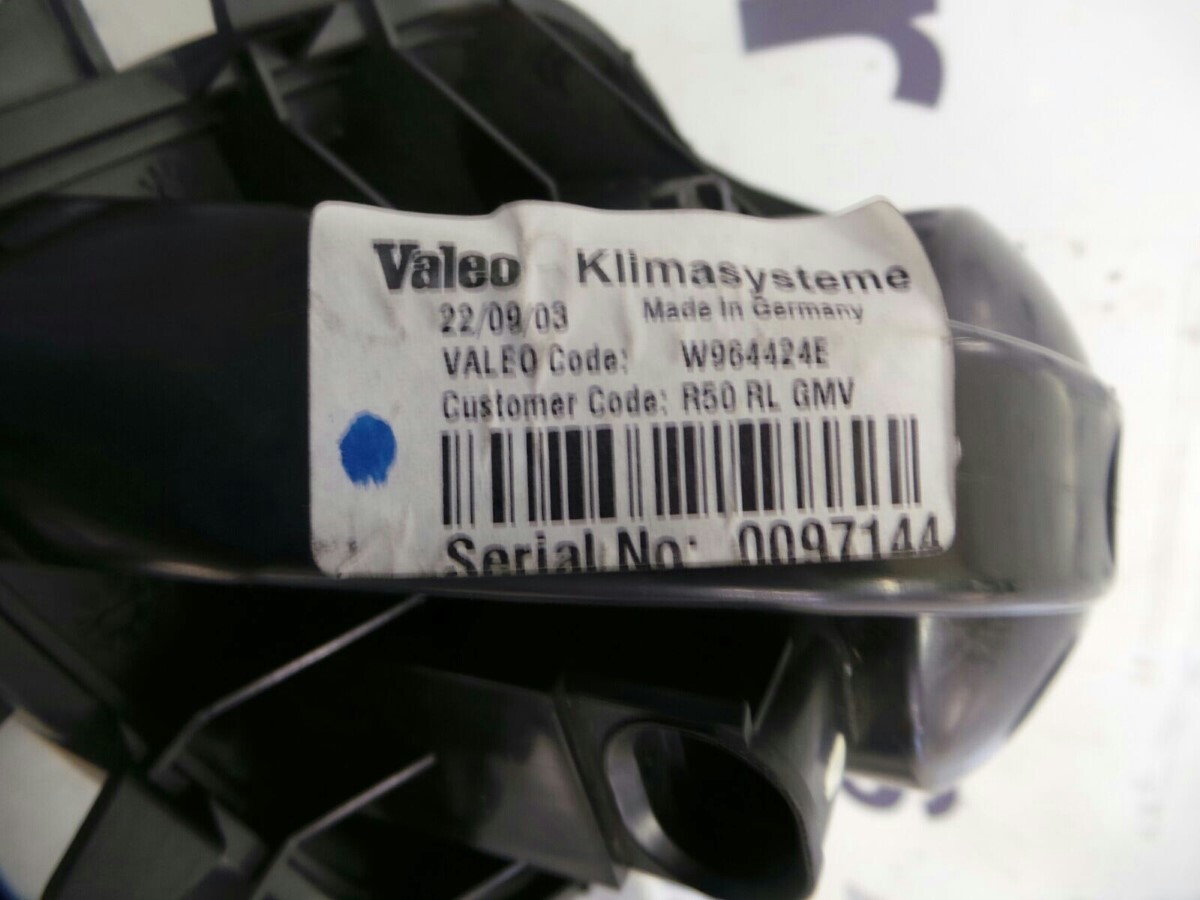 Valeo Klimasysteme
22/09/03 Made In Germany
VALEO Code: W964424E
Customer Code: R50 RL GMV
Serial No: 0097144